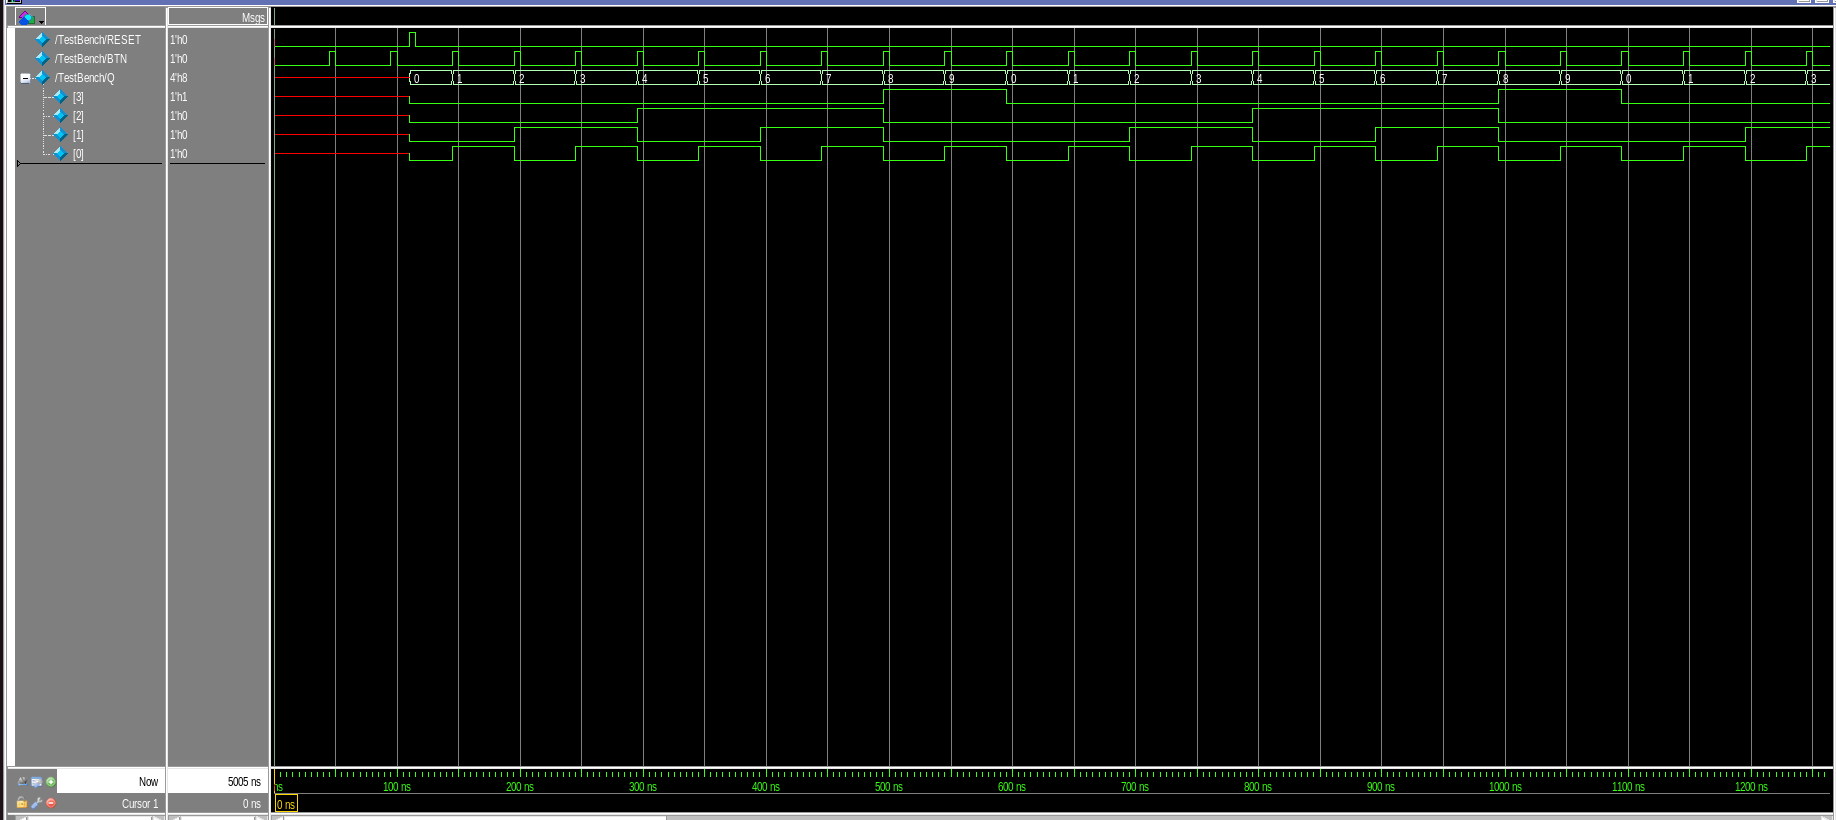 Msgs
/TestBench/RESET 1'h0
/TestBench/BTN 1'h0
/TestBench/Q 4'h8 0 1 2 3 4 5 6 7 8 9 0 1 2 3 4 5 6 7 8 9 0 1 2 3
[3] 1'h1
[2] 1'h0
[1] 1'h0
[0] 1'h0
Now 5005 ns ns 100 ns 200 ns 300 ns 400 ns 500 ns 600 ns 700 ns 800 ns 900 ns 1000 ns 1100 ns 1200 ns
Cursor 1 0 ns 0 ns